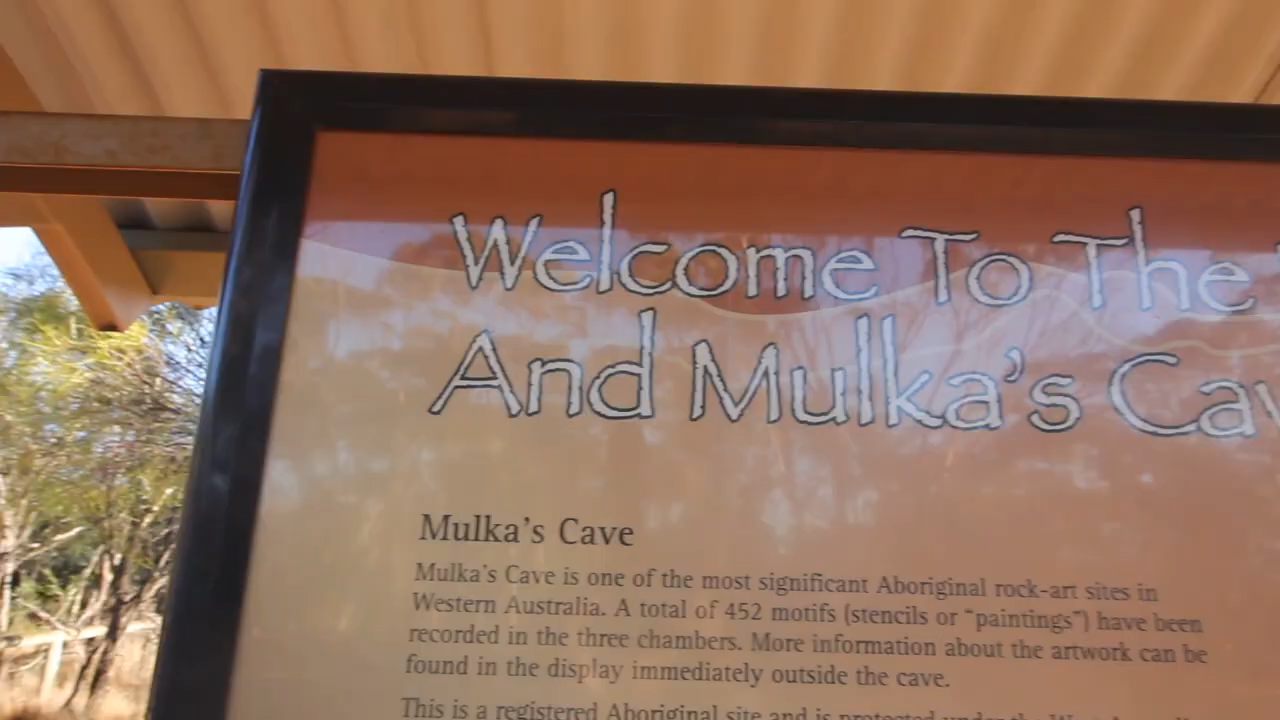 Welcome To The
And Mulka's
Mulka's Cave
Mulka's Cave is one of the most significant Aboriginal rock-art sites in
Western Australia. A total of 452 motifs (stencils or "paintings") have been
recorded in the three chambers. More information about the artwork can be
found in the display immediately outside the cave.
This is a registered Aboriginal site and is protected under the